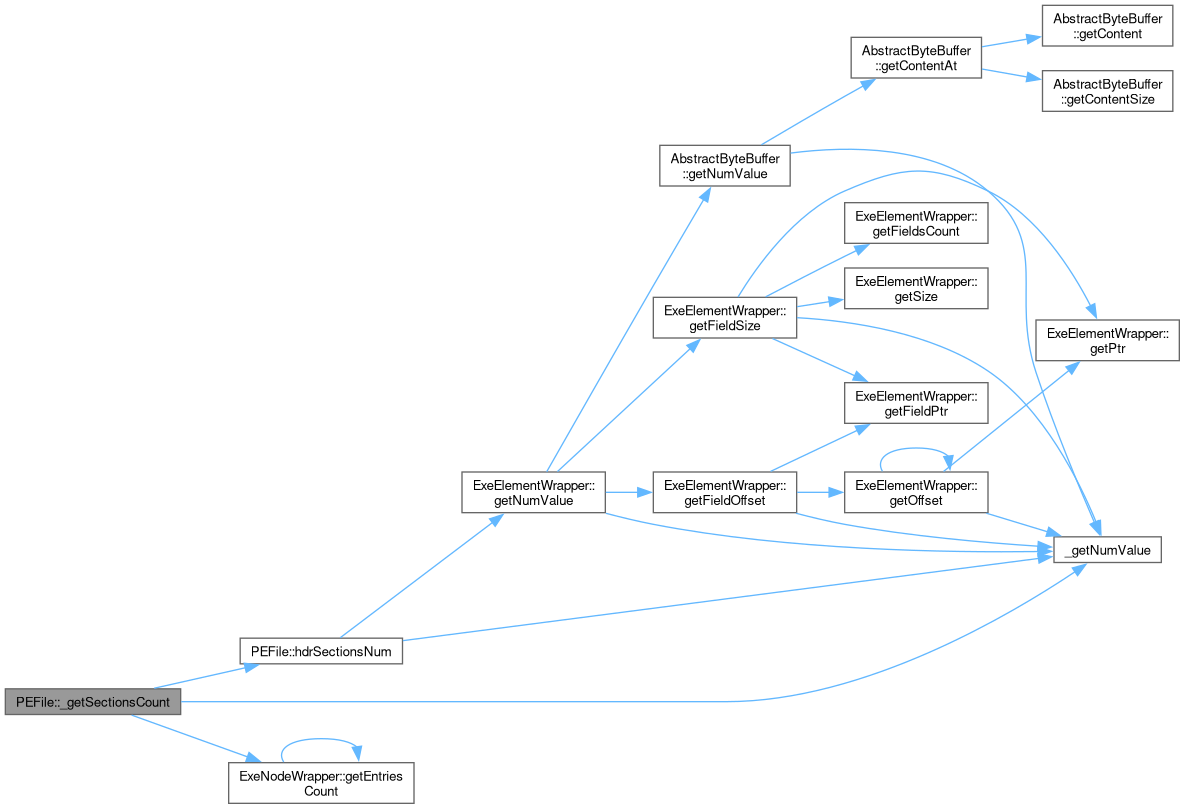 AbstractByteBuffer
::getContent
AbstractByteBuffer
::getContentAt
AbstractByteBuffer
::getContentSize
AbstractByteBuffer
::getNumValue
ExeElementWrapper::
getFieldsCount
ExeElementWrapper::
getSize
ExeElementWrapper::
getFieldSize
ExeElementWrapper::
getPtr
ExeElementWrapper::
getFieldPtr
ExeElementWrapper::
getNumValue
ExeElementWrapper::
getFieldOffset
ExeElementWrapper::
getOffset
_getNumValue
PEFile::hdrSectionsNum
PEFile::_getSectionsCount
ExeNodeWrapper::getEntries
Count